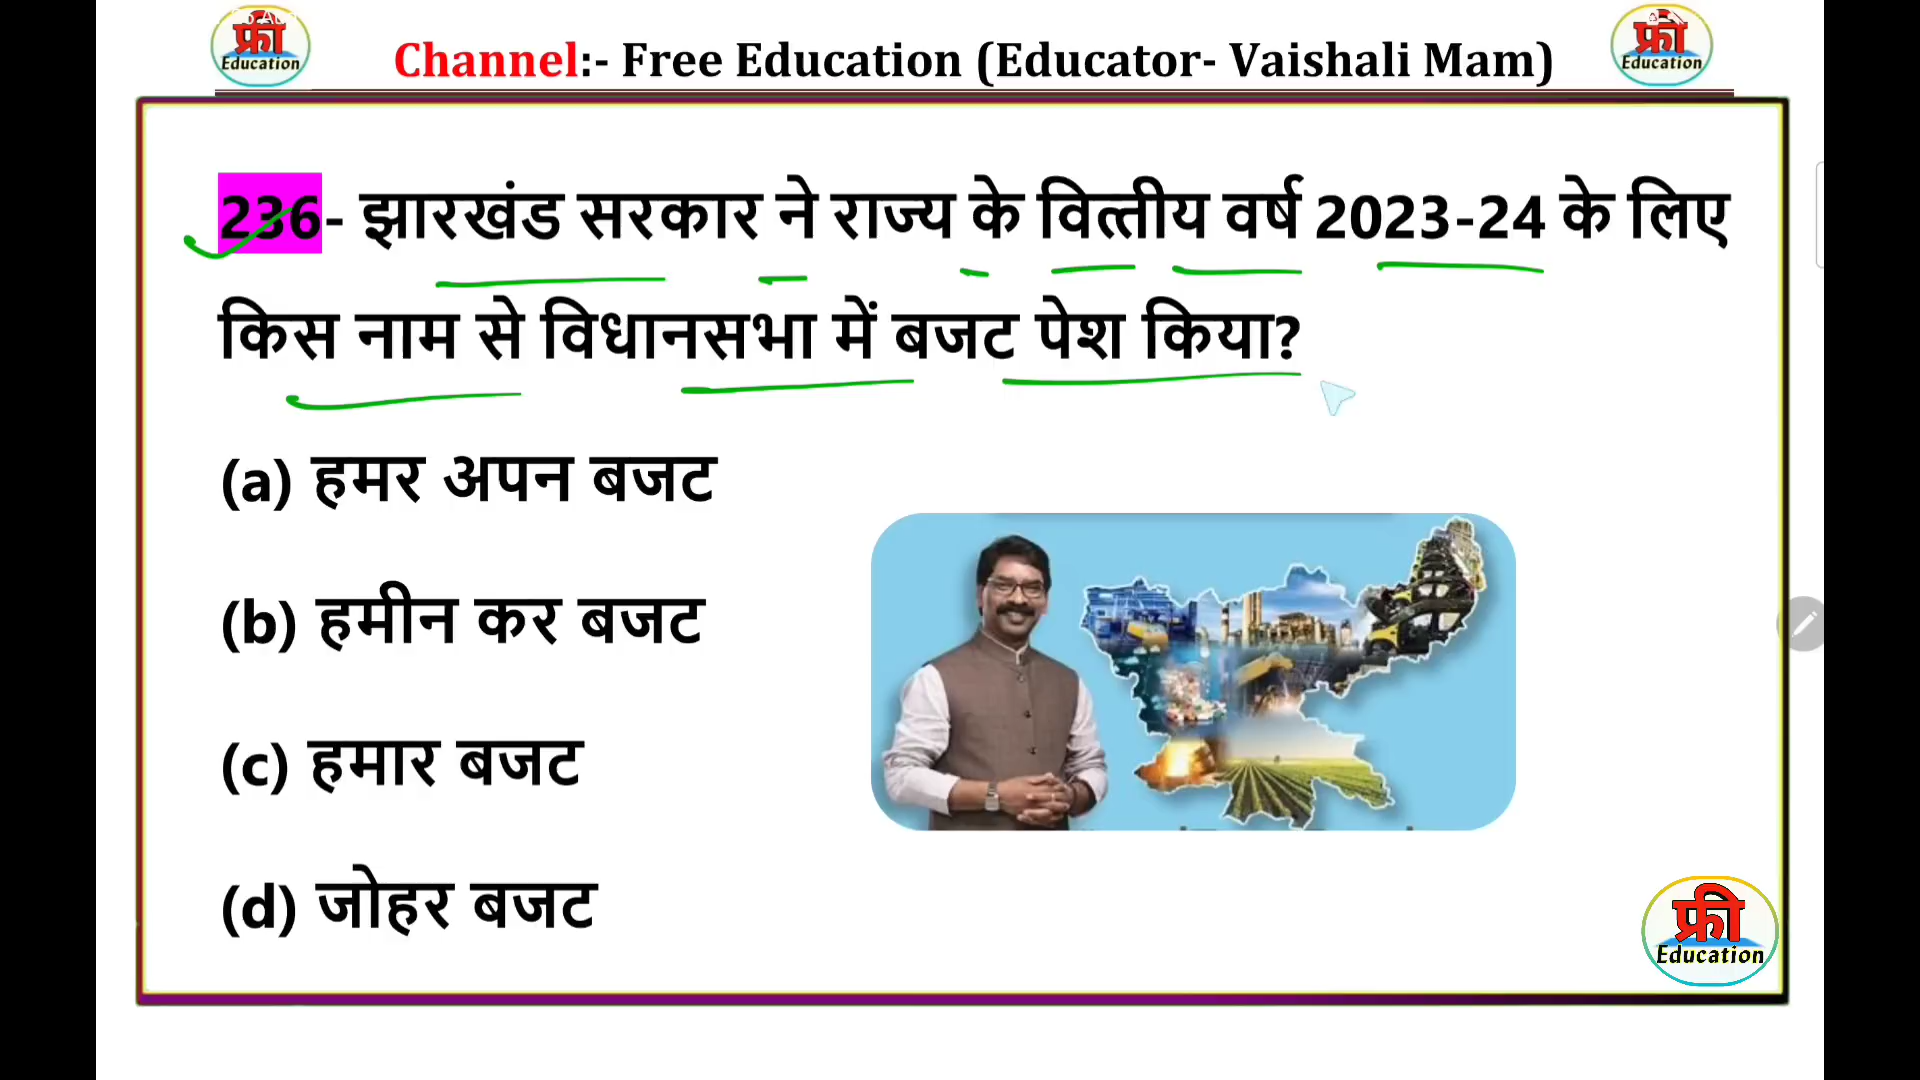 फ्री
Education
Channel:- Free Education (Educator- Vaishali Mam)
फ्री
Education
236- झारखंड सरकार ने राज्य के वित्तीय वर्ष 2023-24 के लिए
किस नाम से विधानसभा में बजट पेश किया?
(a) हमर अपन बजट
(b) हमीन कर बजट
(c) हमार बजट
(d) जोहर बजट
फ्री
Education